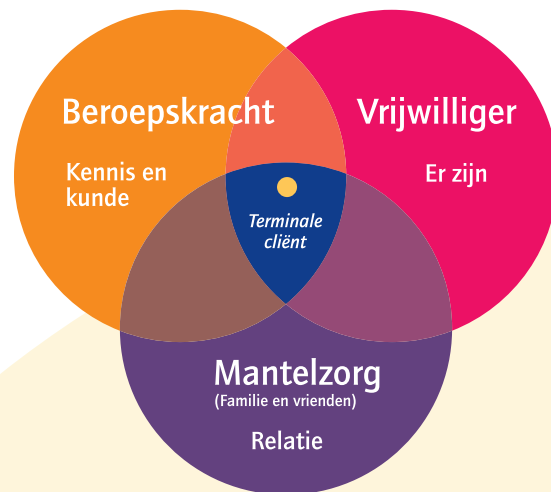 Beroepskracht
Kennis en
kunde
Vrijwilliger
Er zijn
Terminale
cliënt
Mantelzorg
(Familie en vrienden)
Relatie